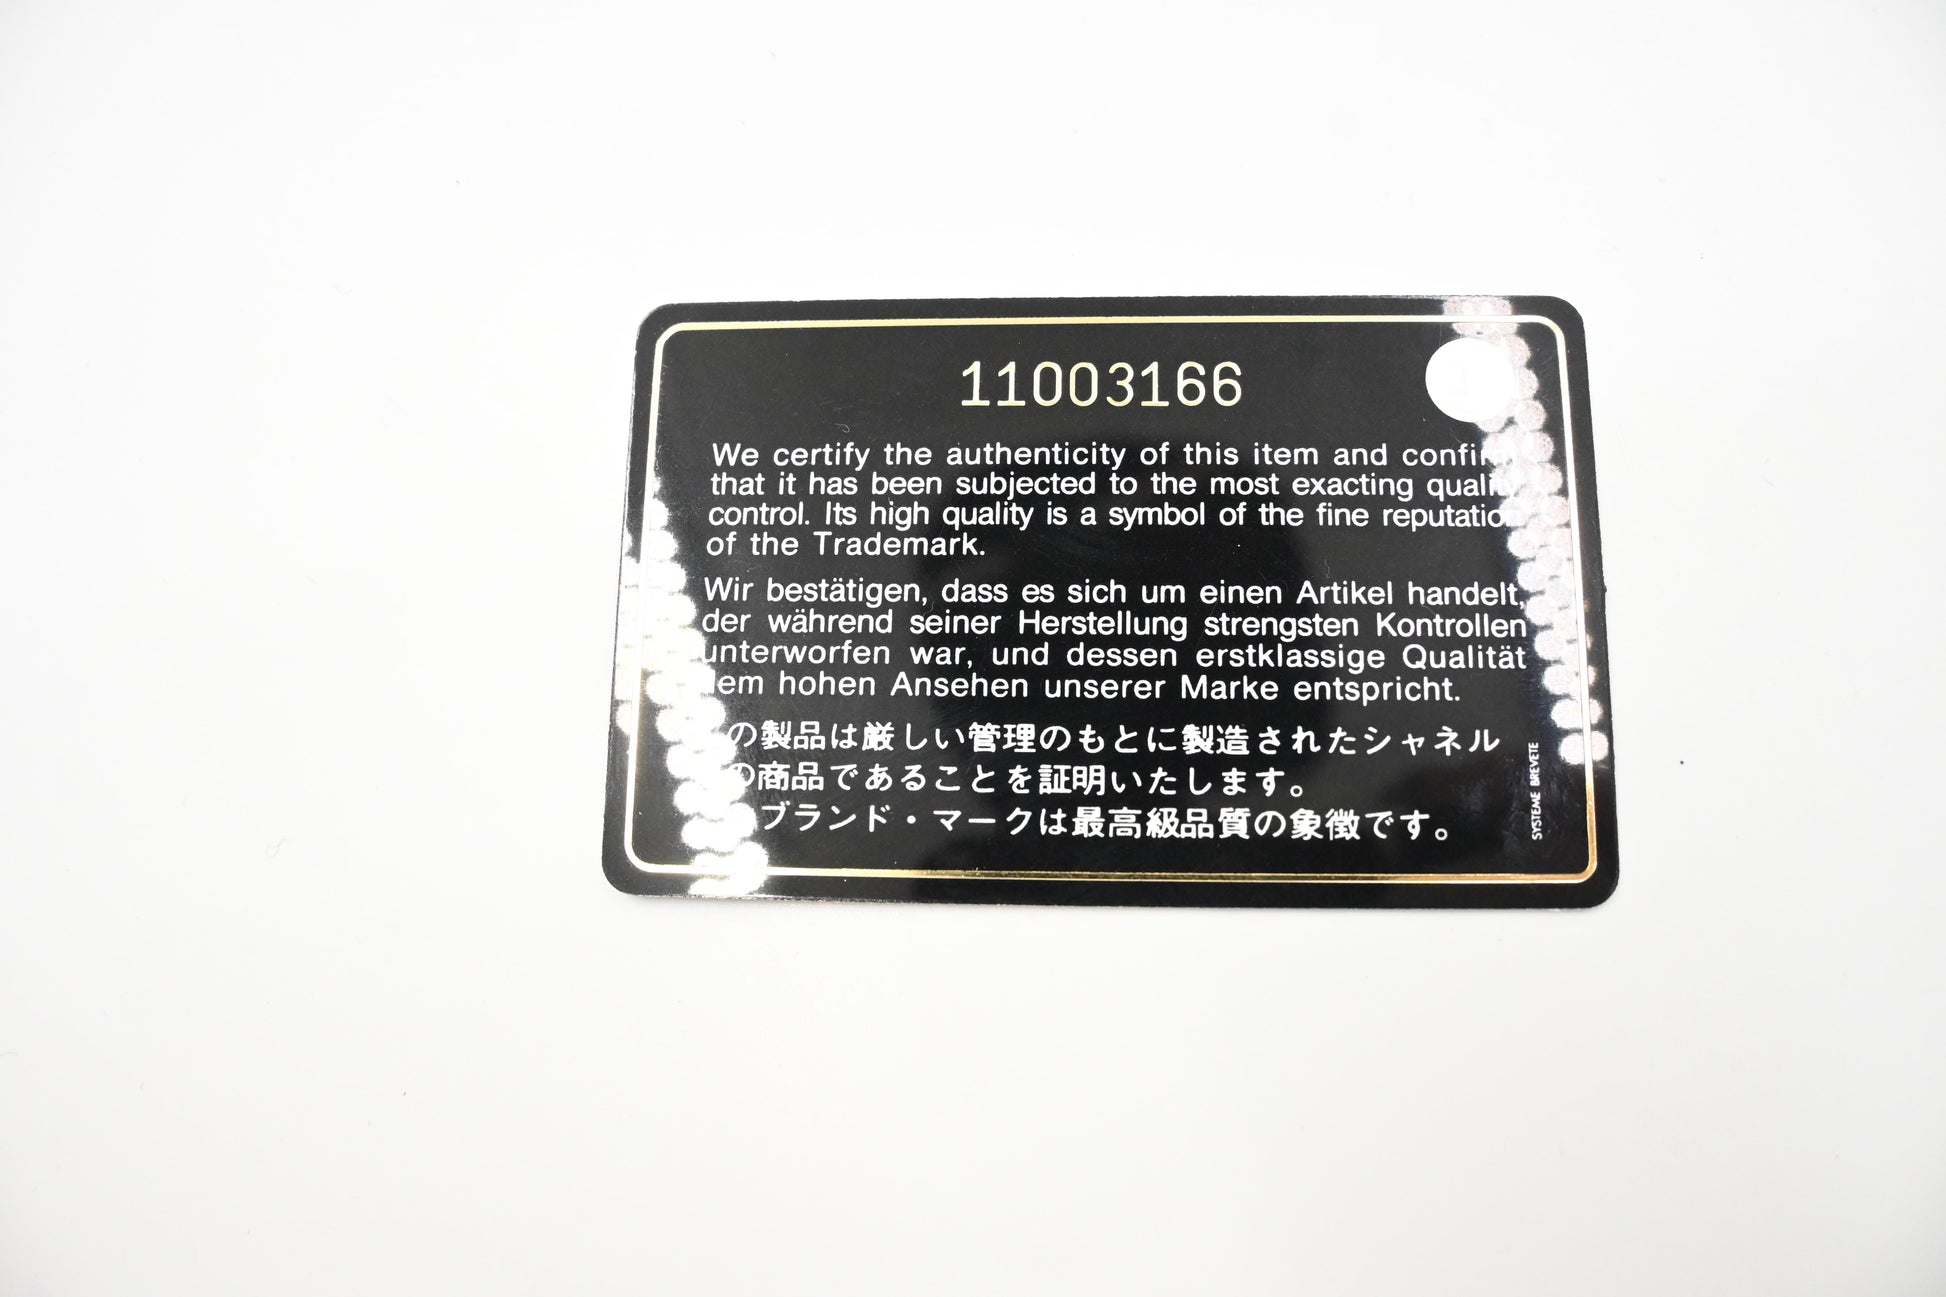 11003166
We certify the authenticity of this item and
that it has been subjected to the most exacting quality
control. Its high quality is a symbol of the fine reputation
of the Trademark.
Wir bestätigen, dass es sich um einen Artikel handelt,
der während seiner Herstellung strengsten Kontrollen
unterworfen war, und dessen erstklassige Qualität
hohen Ansehen unserer Marke entspricht.
の製品は厳しい管理のもとに製造されたシャネル
の商品であることを証明いたします。
ブランド・マークは最高級品質の象徴です。
SYSTEME BREVETE